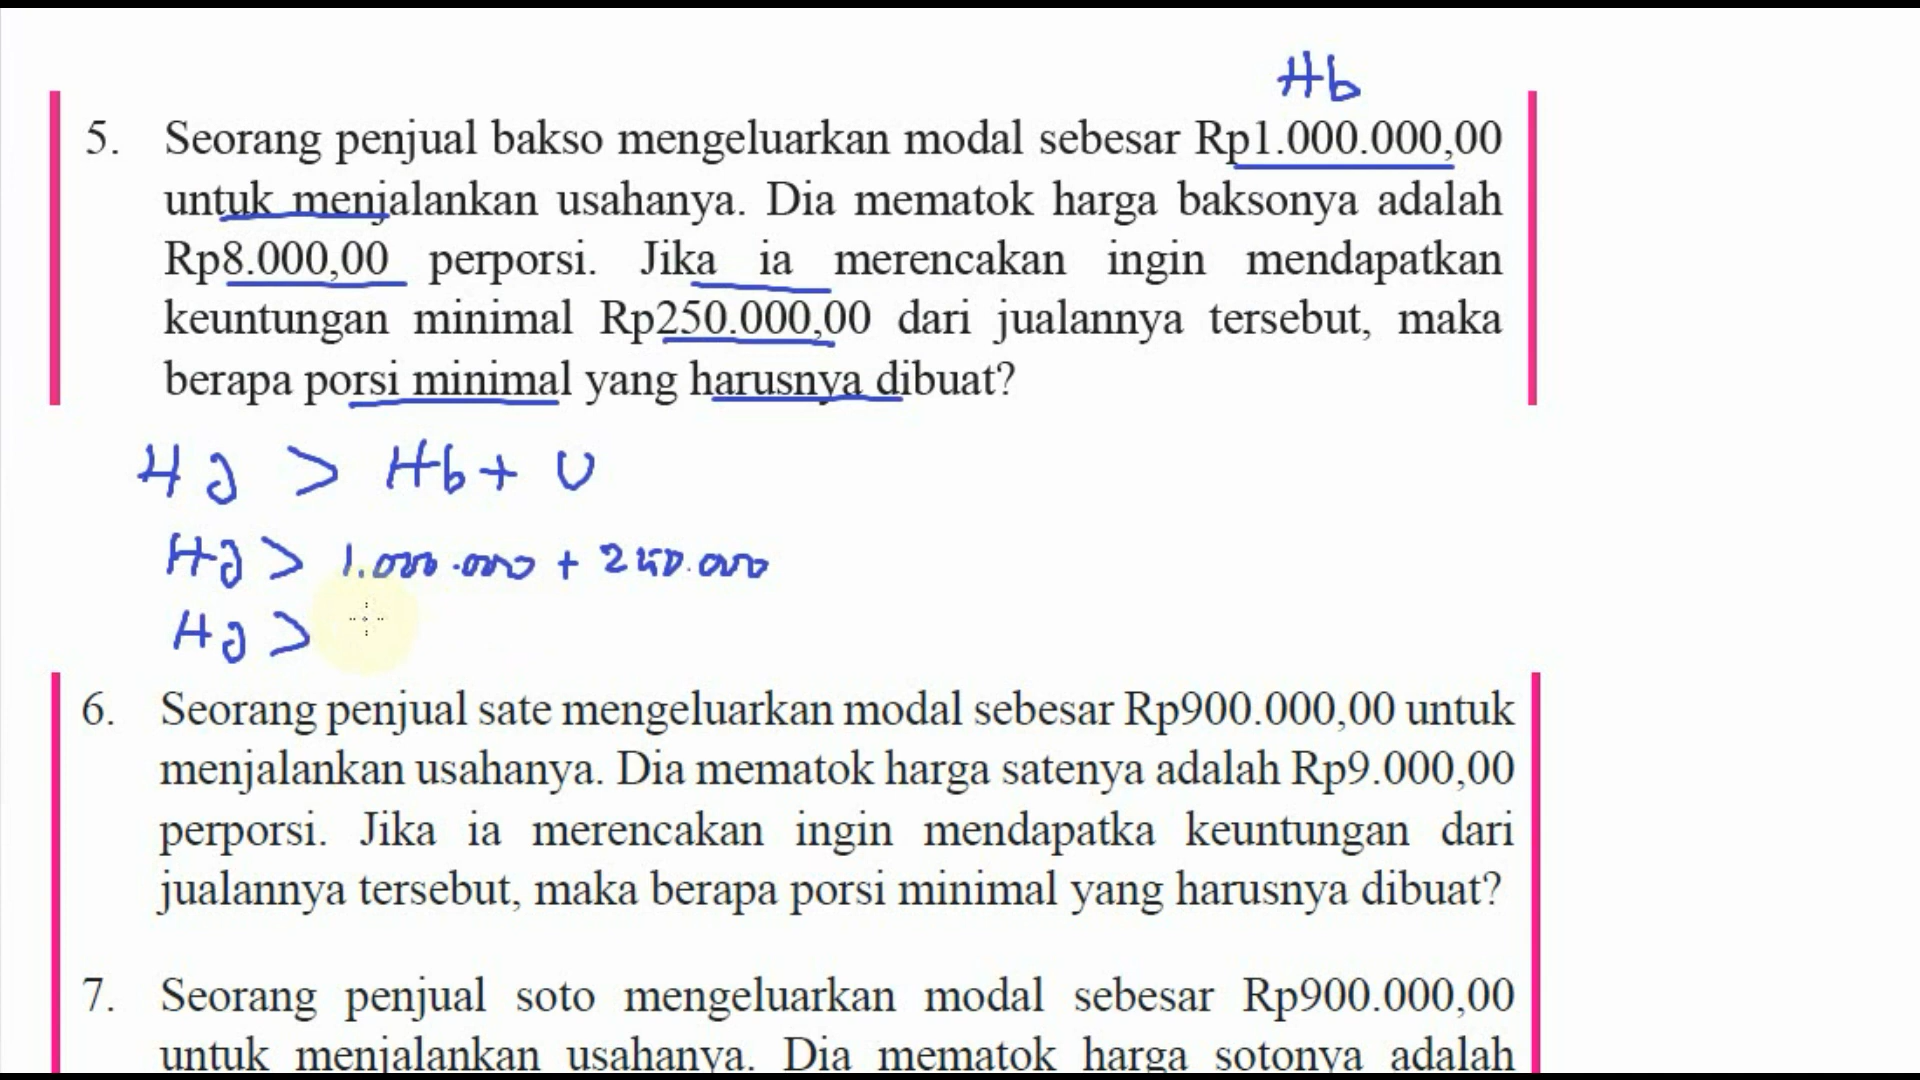 Hb
5. Seorang penjual bakso mengeluarkan modal sebesar Rp1.000.000,00
untuk menjalankan usahanya. Dia mematok harga baksonya adalah
Rp8.000,00 perporsi. Jika ia merencakan ingin mendapatkan
keuntungan minimal Rp250.000,00 dari jualannya tersebut, maka
berapa porsi minimal yang harusnya dibuat?
HJ > Hb + U
HJ > 1.000.000 + 250.000
HJ >
6. Seorang penjual sate mengeluarkan modal sebesar Rp900.000,00 untuk
menjalankan usahanya. Dia mematok harga satenya adalah Rp9.000,00
perporsi. Jika ia merencakan ingin mendapatka keuntungan dari
jualannya tersebut, maka berapa porsi minimal yang harusnya dibuat?
7. Seorang penjual soto mengeluarkan modal sebesar Rp900.000,00
untuk menjalankan usahanya. Dia mematok harga sotonya adalah